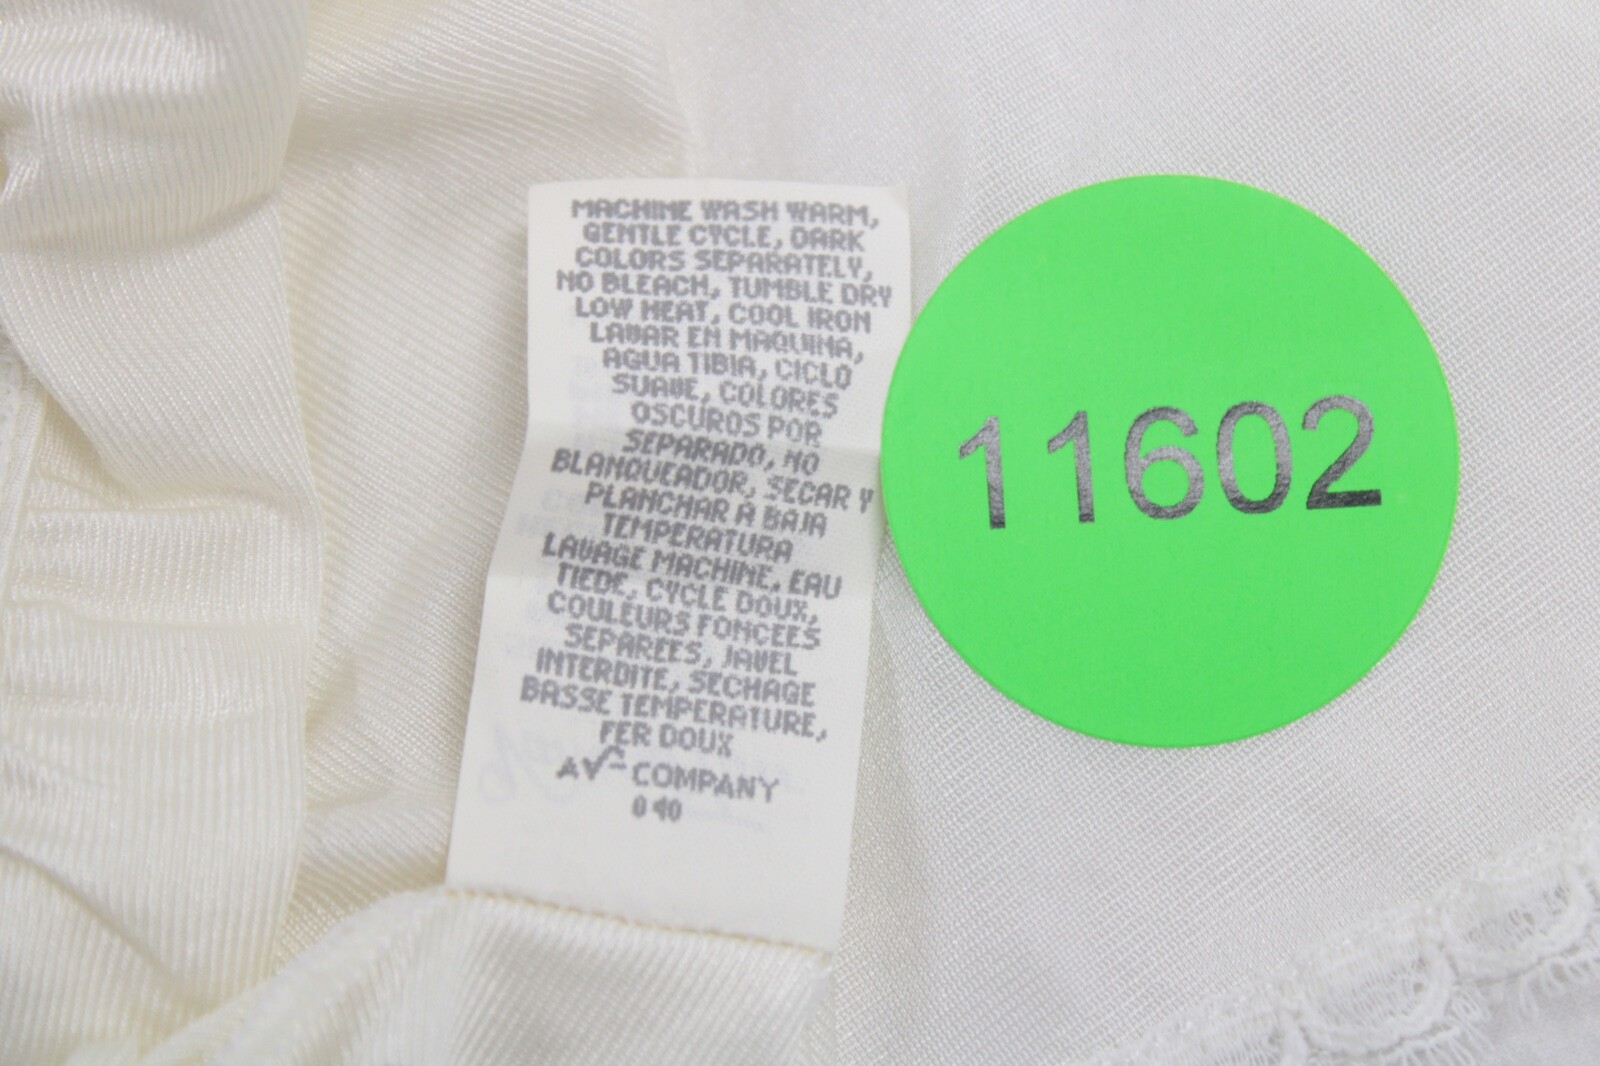 MACHINE WASH WARM,
GENTLE CYCLE, DARK
COLORS SEPARATELY,
NO BLEACH, TUMBLE DRY
LOW HEAT, COOL IRON
LAVAR EN MAQUINA,
AGUA TIBIA, CICLO
SUAVE, COLORES
OSCUROS POR
SEPARADO, NO
BLANQUEADOR, SECAR Y
PLANCHAR A BAJA
TEMPERATURA
LAVAGE MACHINE, EAU
TIEDE, CYCLE DOUX,
COULEURS FONCEES
SEPAREES, JAVEL
INTERDITE, SECHAGE
BASSE TEMPERATURE,
FER DOUX
COMPANY
11602